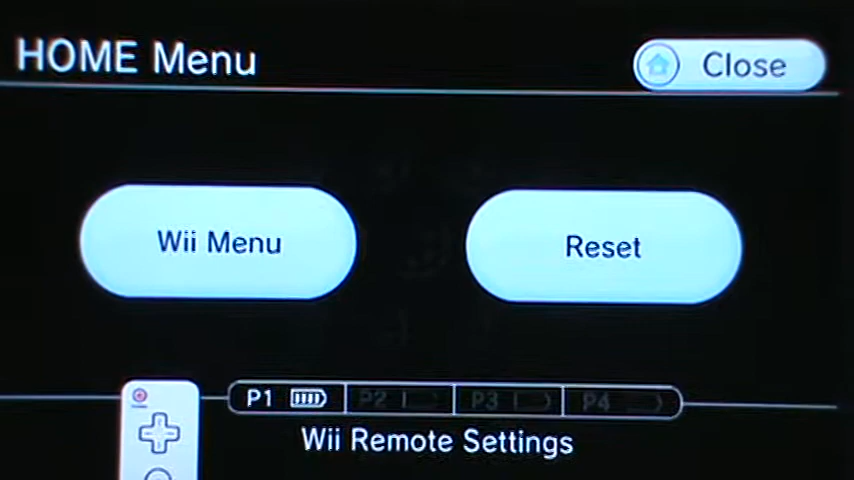 HOME Menu
Close
Wii Menu
Reset
P1 P2 P3 P4
Wii Remote Settings